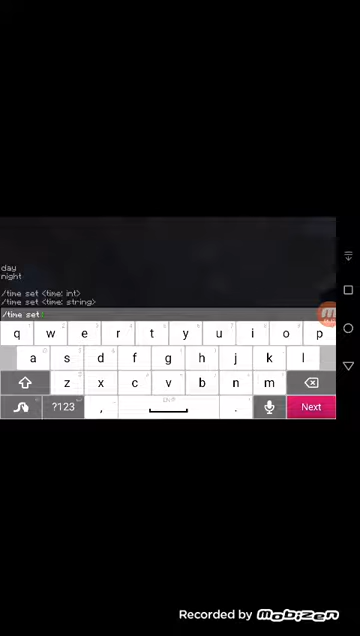 day
night
/time set <time: int>
/time set <time: string>
/time set
q w e r t y u i o p
a s d f g h j k l
z x c v b n m
?123 , . Next
Recorded by mobizen